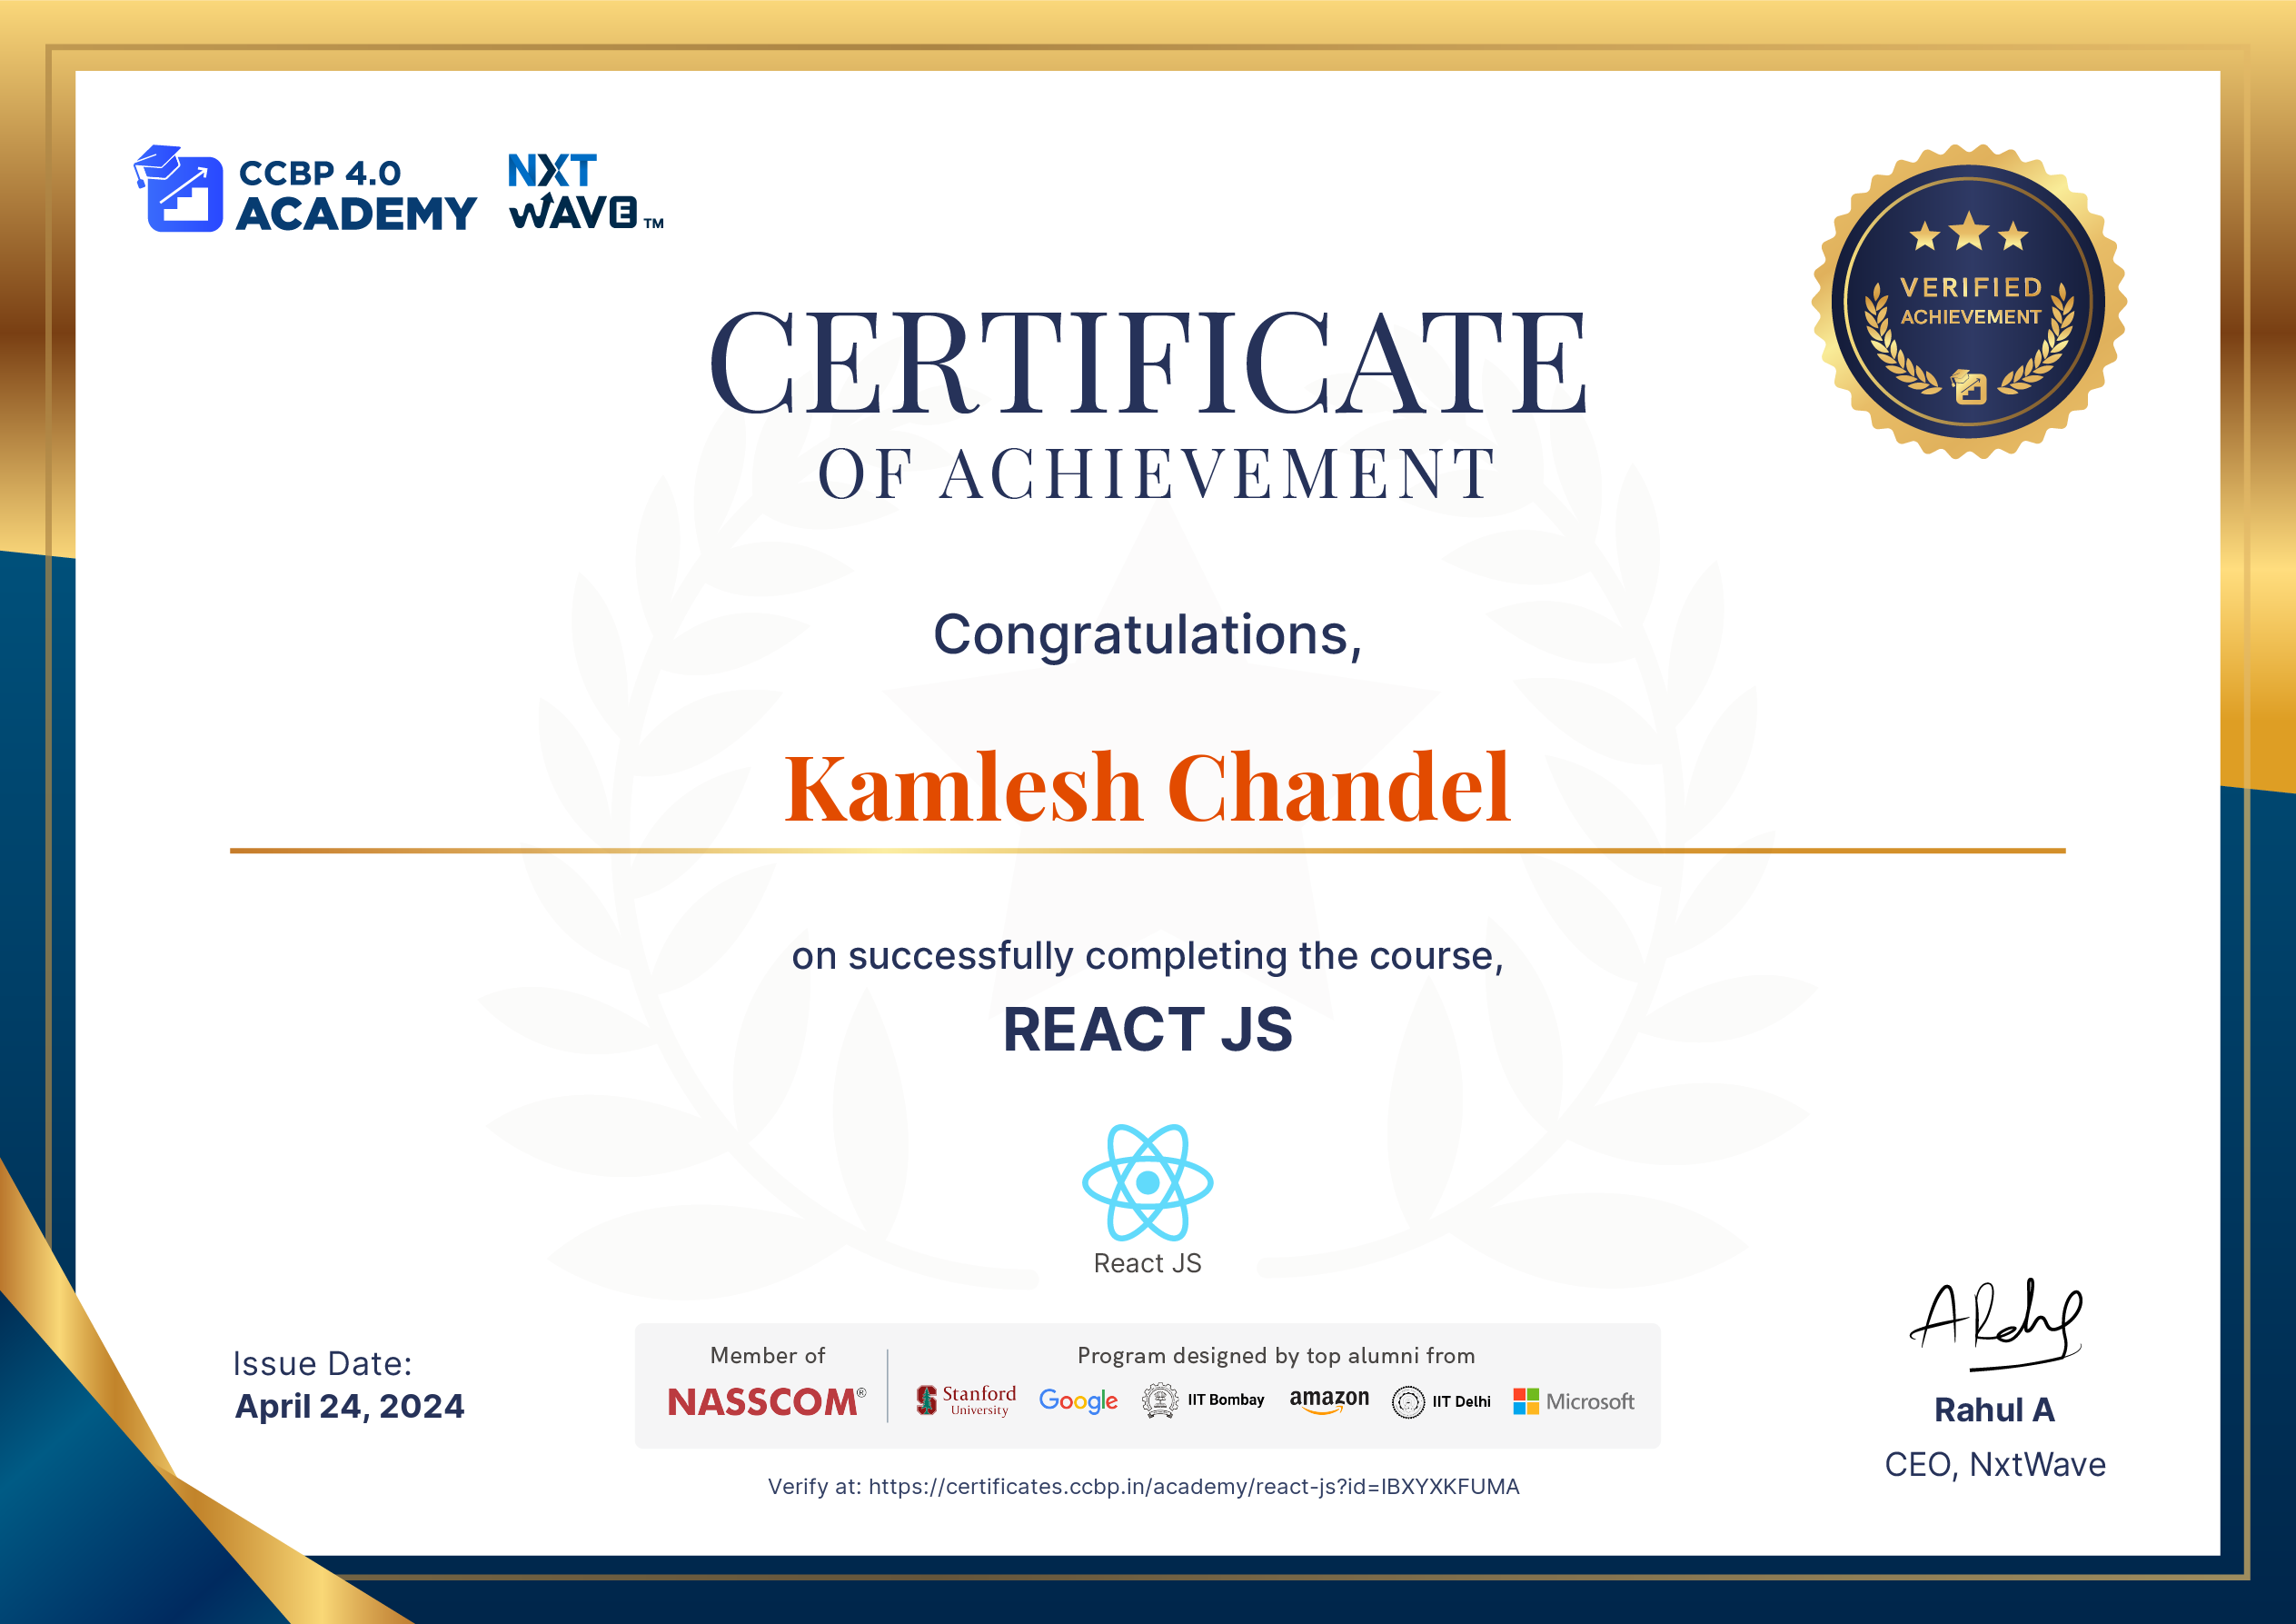 CCBP 4.0
ACADEMY
NXT
WAVE™
VERIFIED
ACHIEVEMENT
CERTIFICATE
OF ACHIEVEMENT
Congratulations,
Kamlesh Chandel
on successfully completing the course,
REACT JS
React JS
Issue Date:
April 24, 2024
Member of
NASSCOM®
Program designed by top alumni from
Stanford
University
Google
IIT Bombay
amazon
IIT Delhi
Microsoft
Verify at: https://certificates.ccbp.in/academy/react-js?id=IBXYXKFUMA
Rahul A
CEO, NxtWave